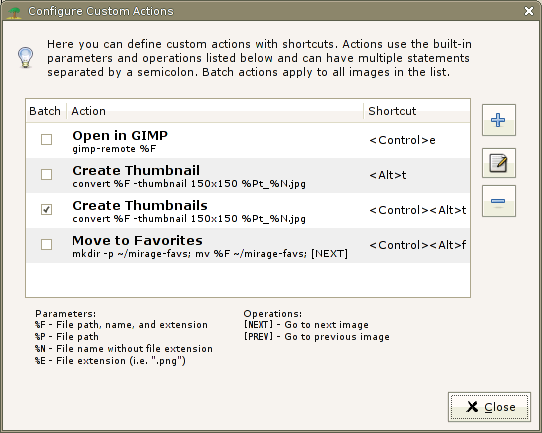 Configure Custom Actions
Here you can define custom actions with shortcuts. Actions use the built-in
parameters and operations listed below and can have multiple statements
separated by a semicolon. Batch actions apply to all images in the list.
Batch Action Shortcut
Open in GIMP
gimp-remote %F
<Control>e
Create Thumbnail
convert %F -thumbnail 150x150 %Pt_%N.jpg
<Alt>t
Create Thumbnails
convert %F -thumbnail 150x150 %Pt_%N.jpg
<Control><Alt>t
Move to Favorites
mkdir -p ~/mirage-favs; mv %F ~/mirage-favs; [NEXT]
<Control><Alt>f
Parameters:
%F - File path, name, and extension
%P - File path
%N - File name without file extension
%E - File extension (i.e. ".png")
Operations:
[NEXT] - Go to next image
[PREV] - Go to previous image
Close